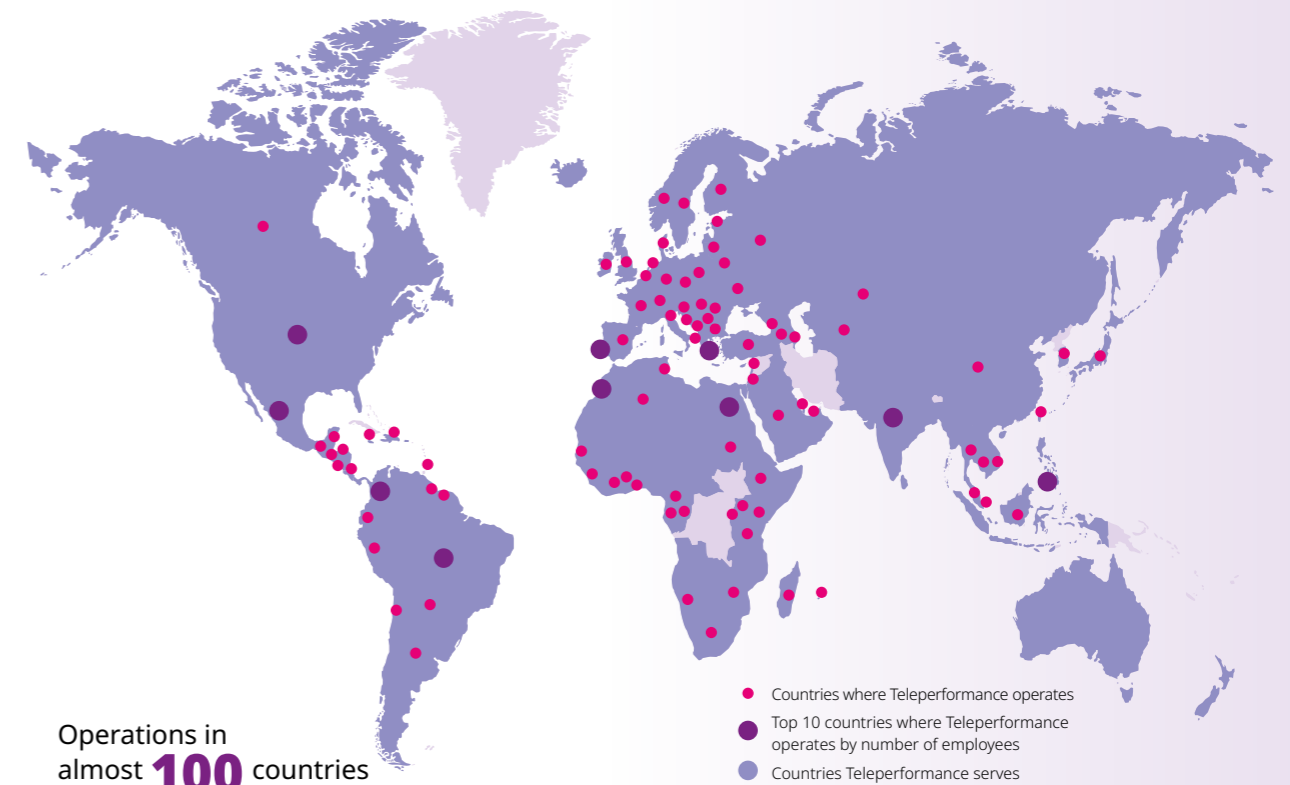 Countries where Teleperformance operates
Top 10 countries where Teleperformance
operates by number of employees
Countries Teleperformance serves
Operations in
almost 100 countries